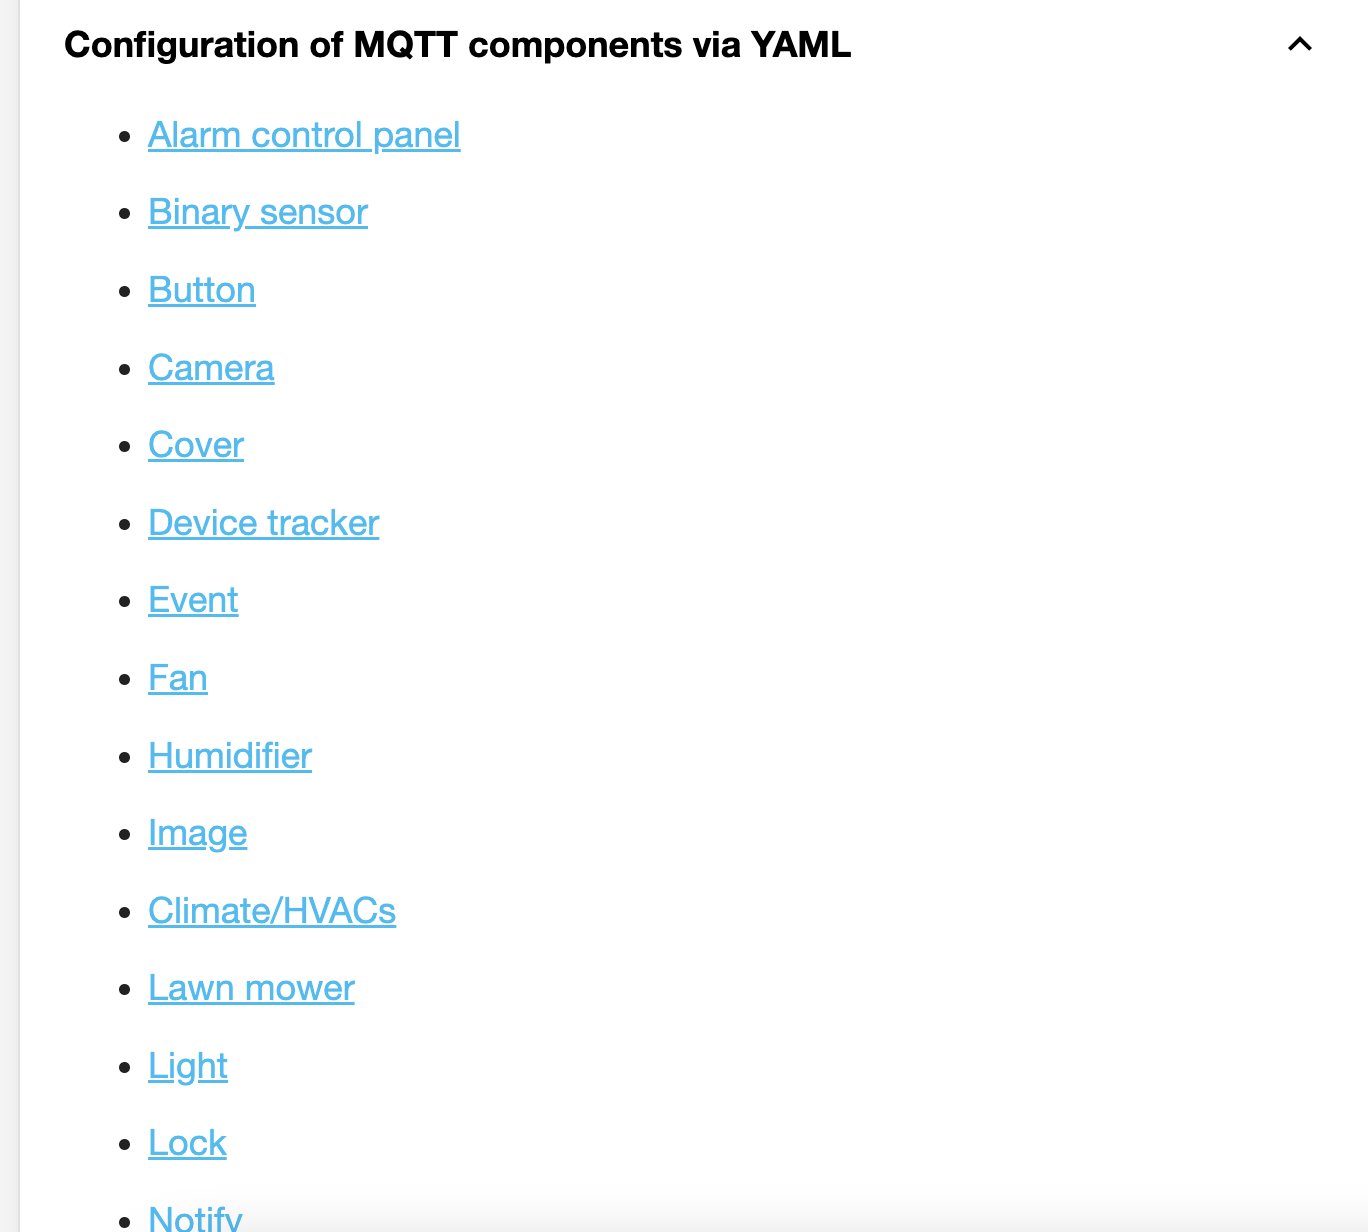 Configuration of MQTT components via YAML
Alarm control panel
Binary sensor
Button
Camera
Cover
Device tracker
Event
Fan
Humidifier
Image
Climate/HVACs
Lawn mower
Light
Lock
Notify